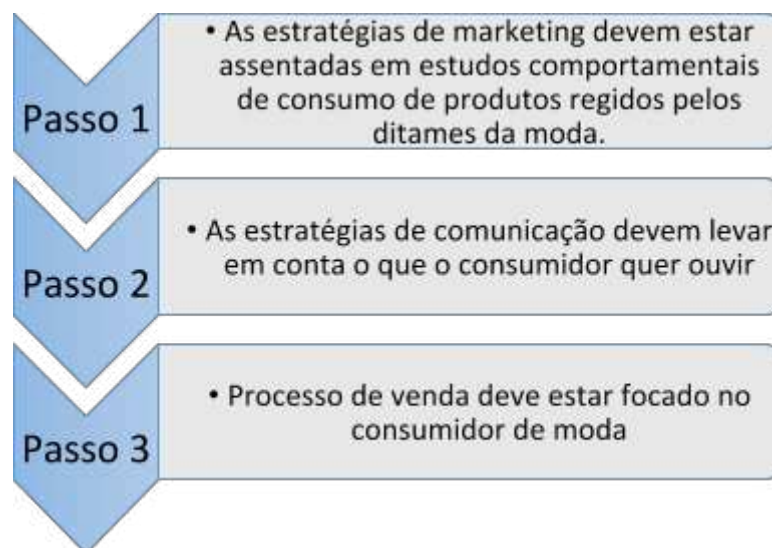 Passo 1
• As estratégias de marketing devem estar
assentadas em estudos comportamentais
de consumo de produtos regidos pelos
ditames da moda.
Passo 2
• As estratégias de comunicação devem levar
em conta o que o consumidor quer ouvir
Passo 3
• Processo de venda deve estar focado no
consumidor de moda